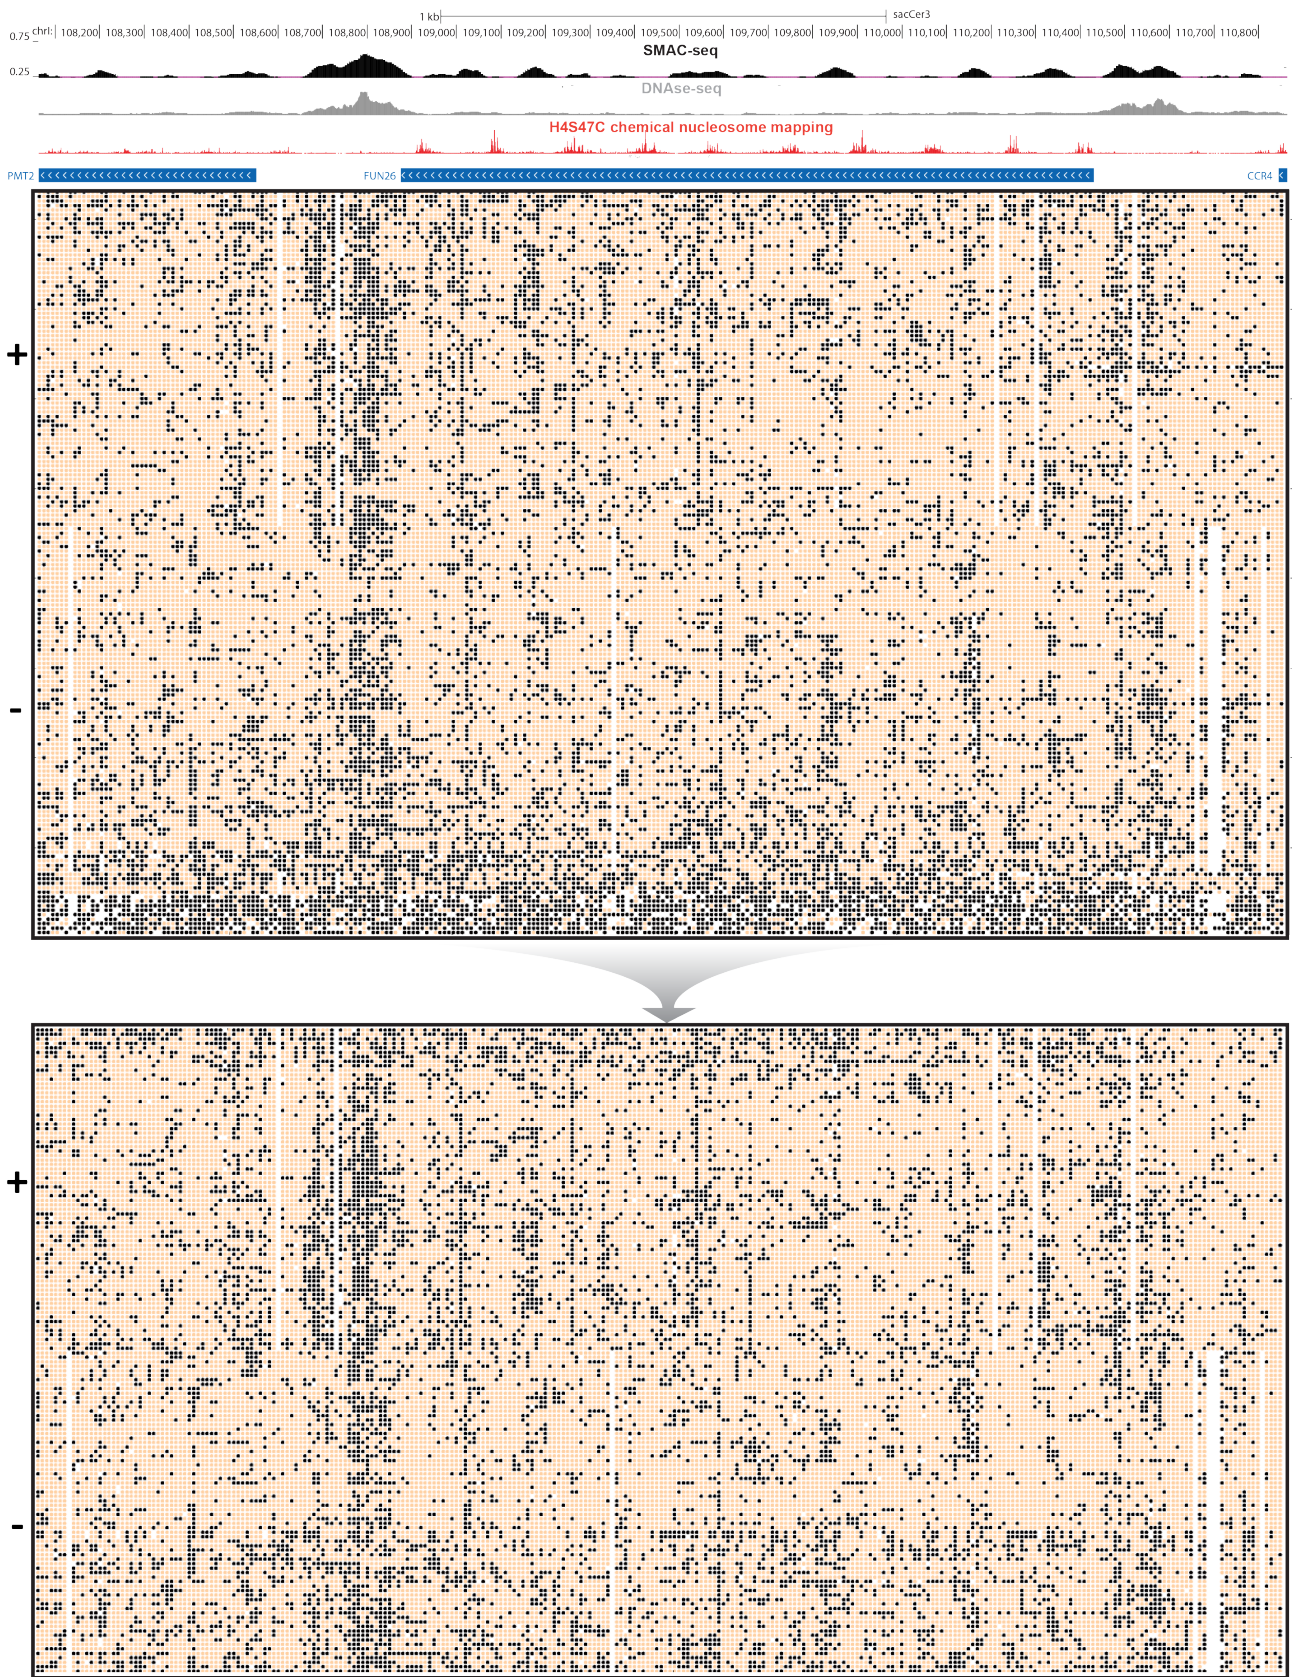 1 kb sacCer3
chrI: 108,200 108,300 108,400 108,500 108,600 108,700 108,800 108,900 109,000 109,100 109,200 109,300 109,400 109,500 109,600 109,700 109,800 109,900 110,000 110,100 110,200 110,300 110,400 110,500 110,600 110,700 110,800
0.75
SMAC-seq
0.25
DNAse-seq
H4S47C chemical nucleosome mapping
PMT2 FUN26 CCR4
+
-
+
-